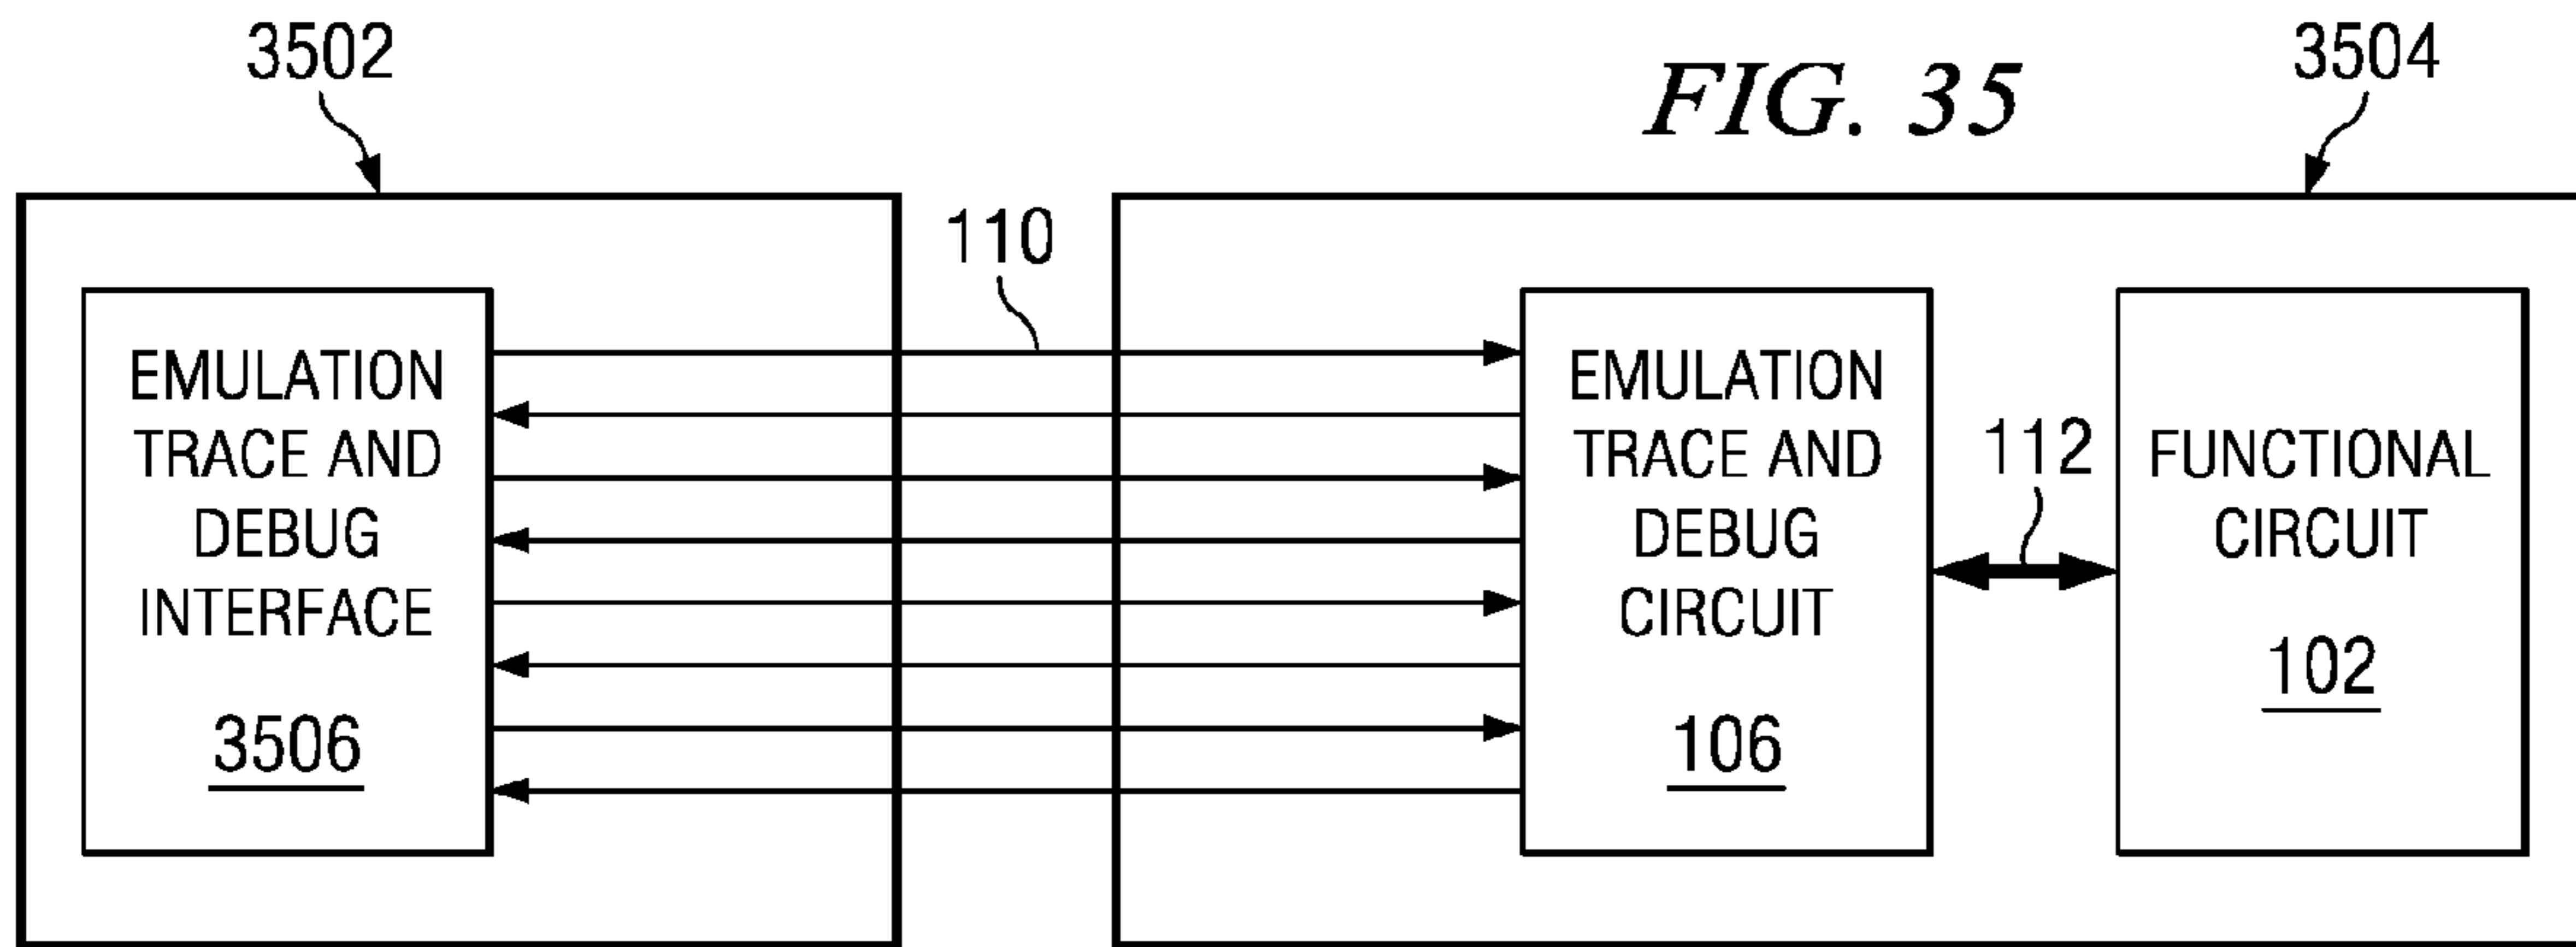 3502
FIG. 35
3504
110
EMULATION
TRACE AND
DEBUG
INTERFACE
3506
EMULATION
TRACE AND
DEBUG
CIRCUIT
106
112
FUNCTIONAL
CIRCUIT
102